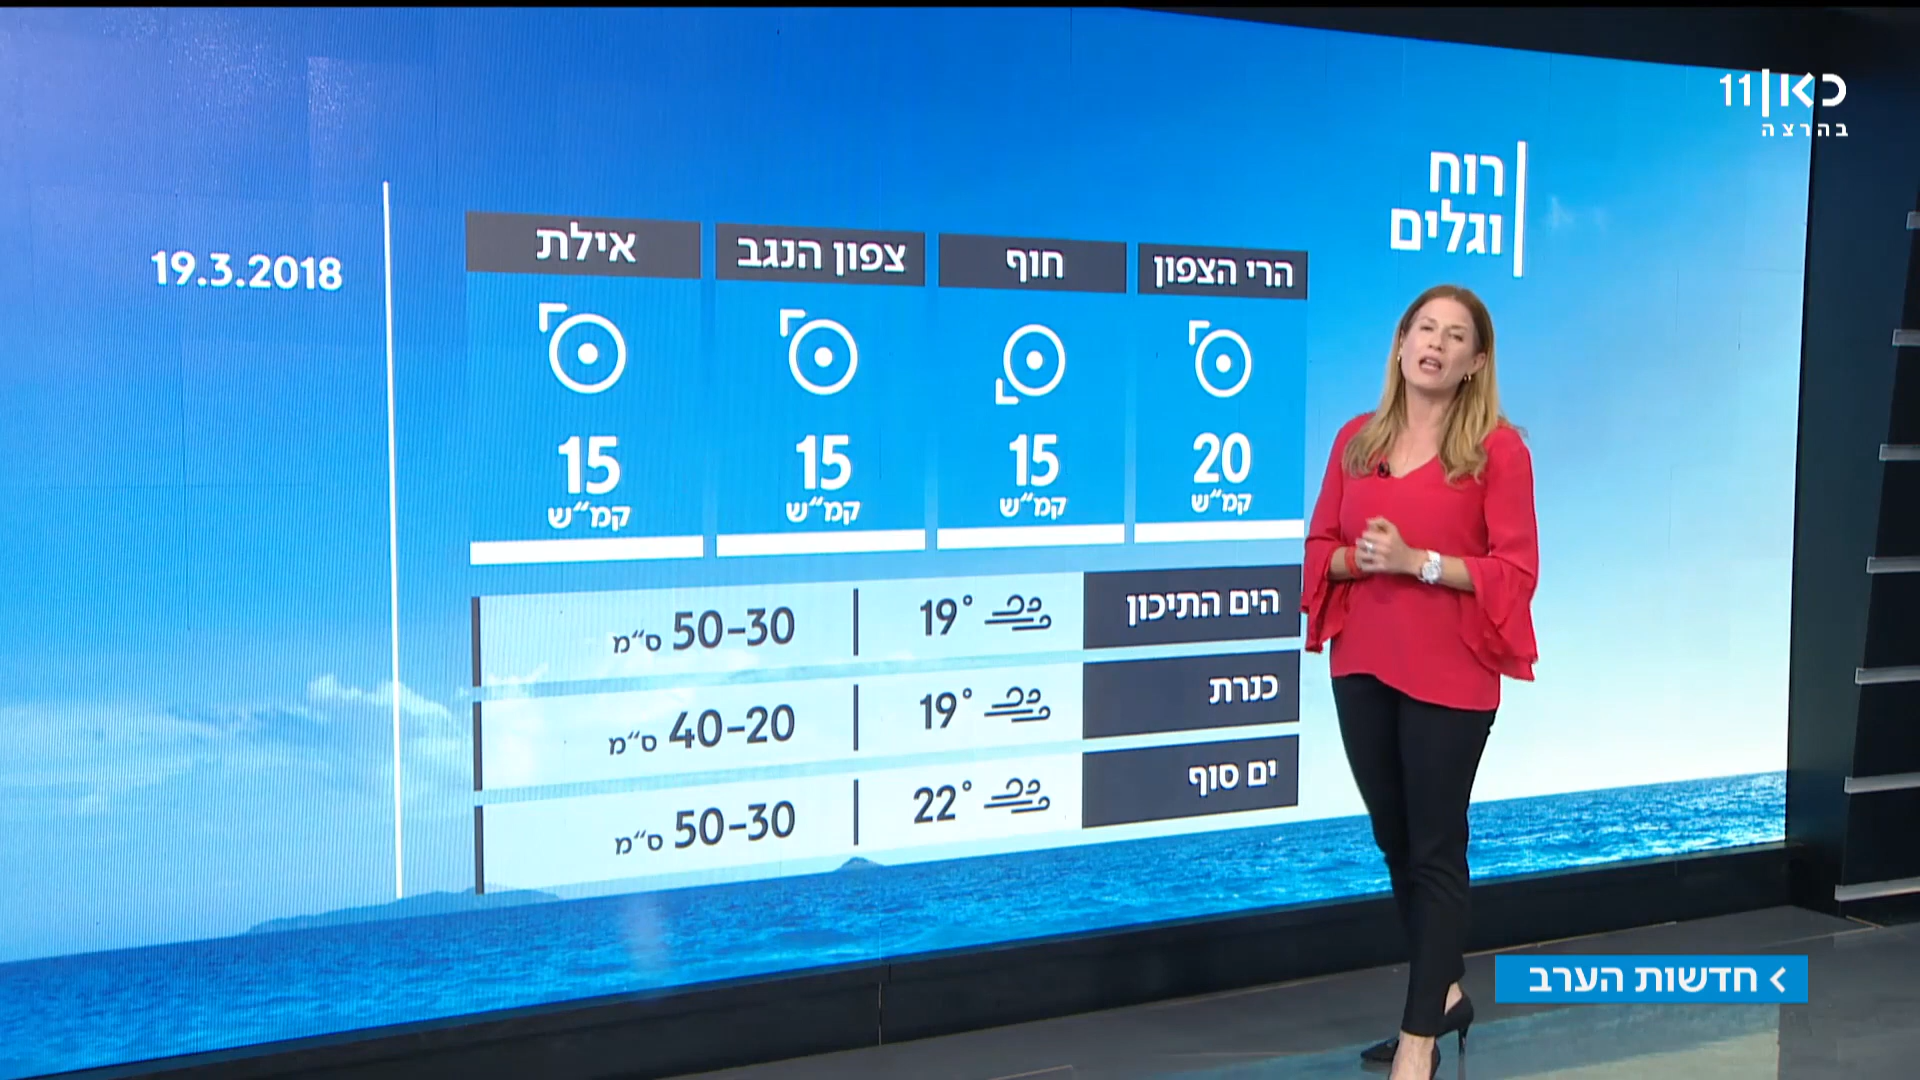 כאן 11
בהרצה
רוח
וגלים
19.3.2018
הרי הצפון
חוף
צפון הנגב
אילת
20
קמ״ש
15
קמ״ש
15
קמ״ש
15
קמ״ש
הים התיכון 19° 50-30 ס״מ
כנרת 19° 40-20 ס״מ
ים סוף 22° 50-30 ס״מ
חדשות הערב